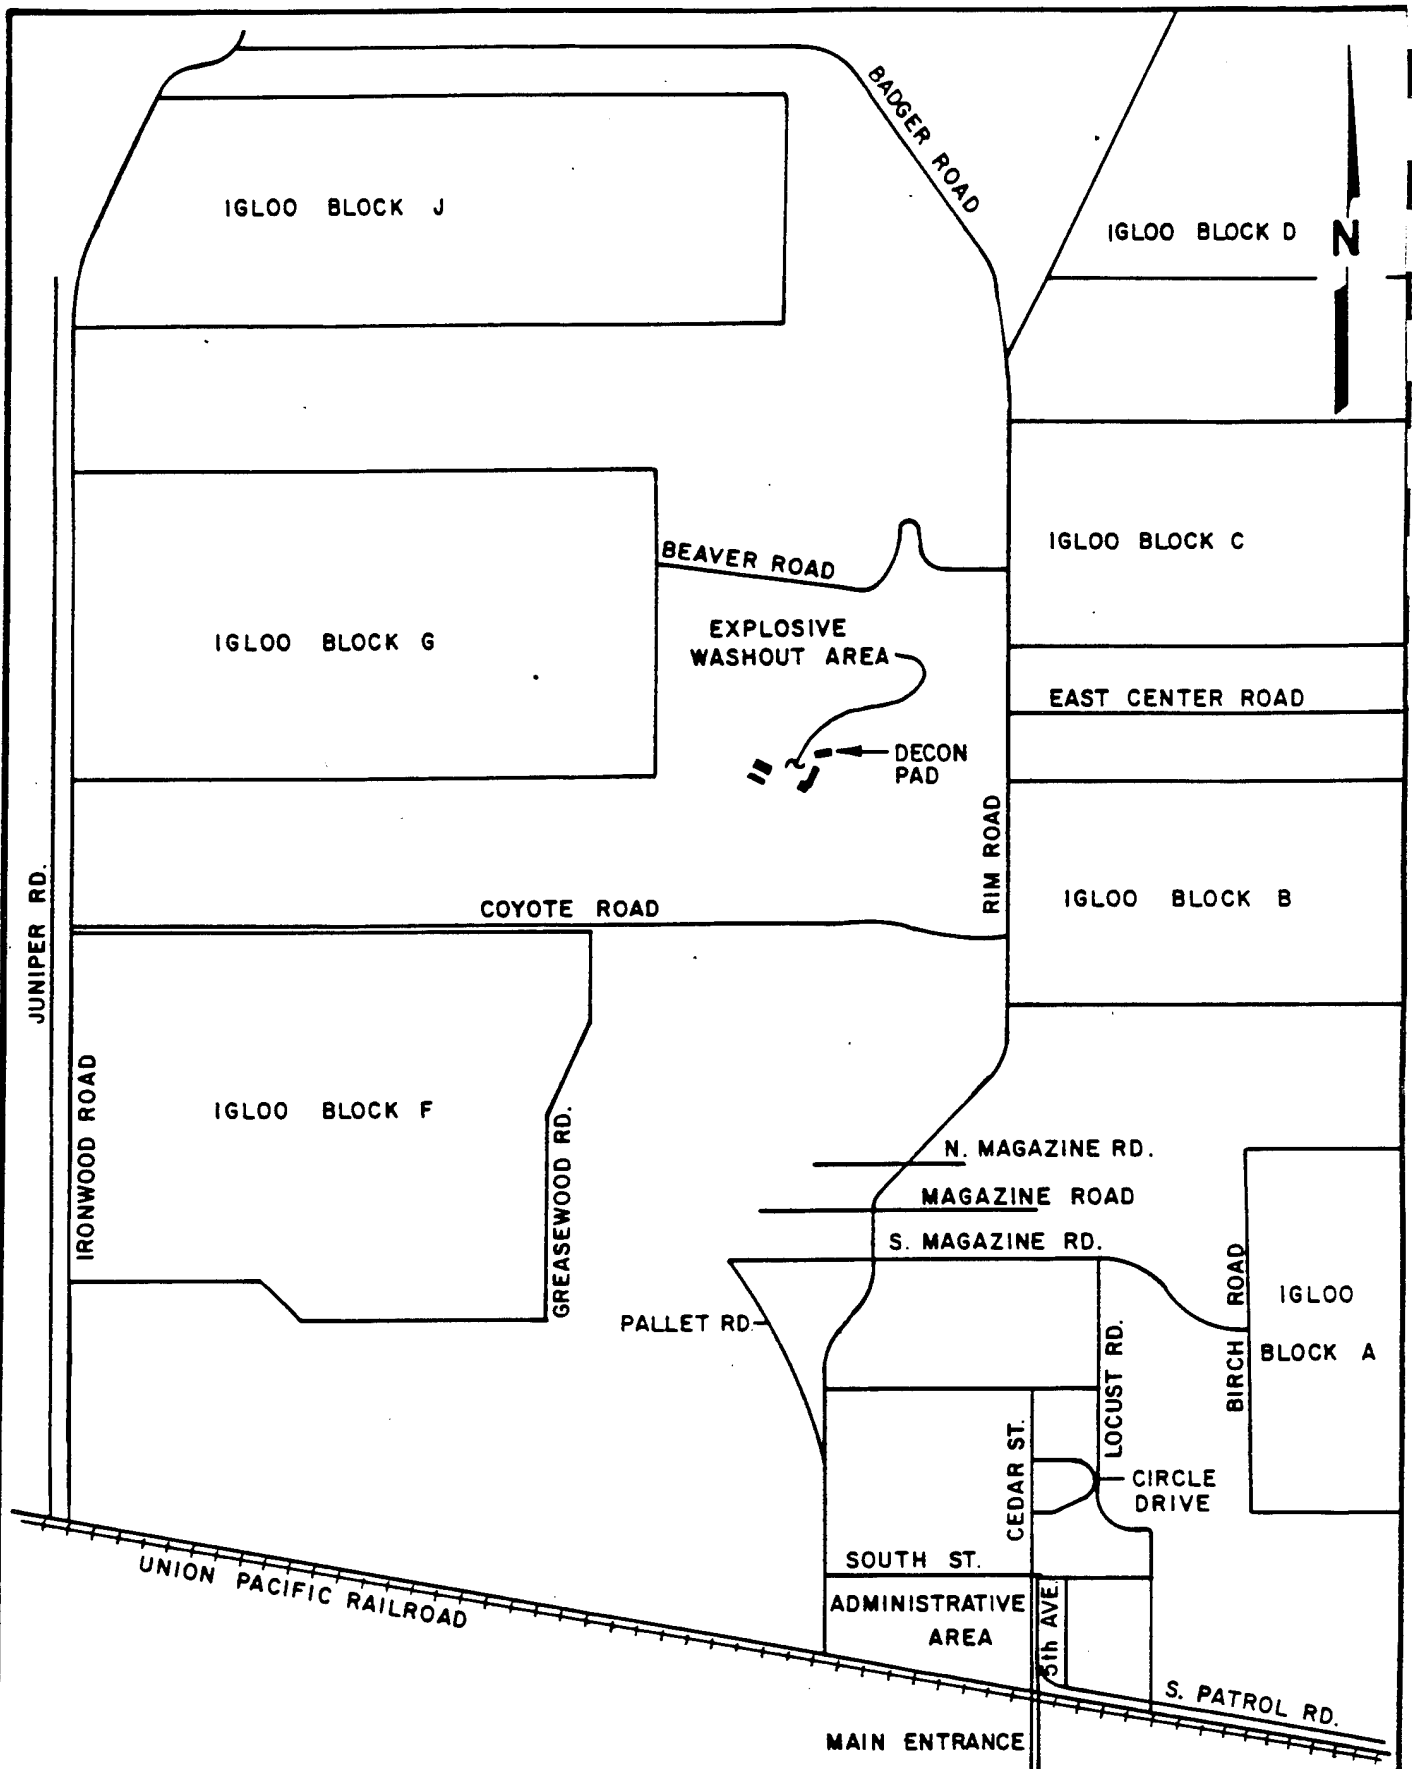 BADGER ROAD
IGLOO BLOCK J
IGLOO BLOCK D
N
IGLOO BLOCK C
BEAVER ROAD
EXPLOSIVE
WASHOUT AREA
IGLOO BLOCK G
EAST CENTER ROAD
DECON
PAD
RIM ROAD
IGLOO BLOCK B
COYOTE ROAD
JUNIPER RD.
IRONWOOD ROAD
IGLOO BLOCK F
GREASEWOOD RD.
N. MAGAZINE RD.
MAGAZINE ROAD
S. MAGAZINE RD.
PALLET RD
BIRCH ROAD
IGLOO
BLOCK A
LOCUST RD.
CEDAR ST.
CIRCLE
DRIVE
SOUTH ST.
ADMINISTRATIVE
AREA
5th AVE.
UNION PACIFIC RAILROAD
S. PATROL RD.
MAIN ENTRANCE